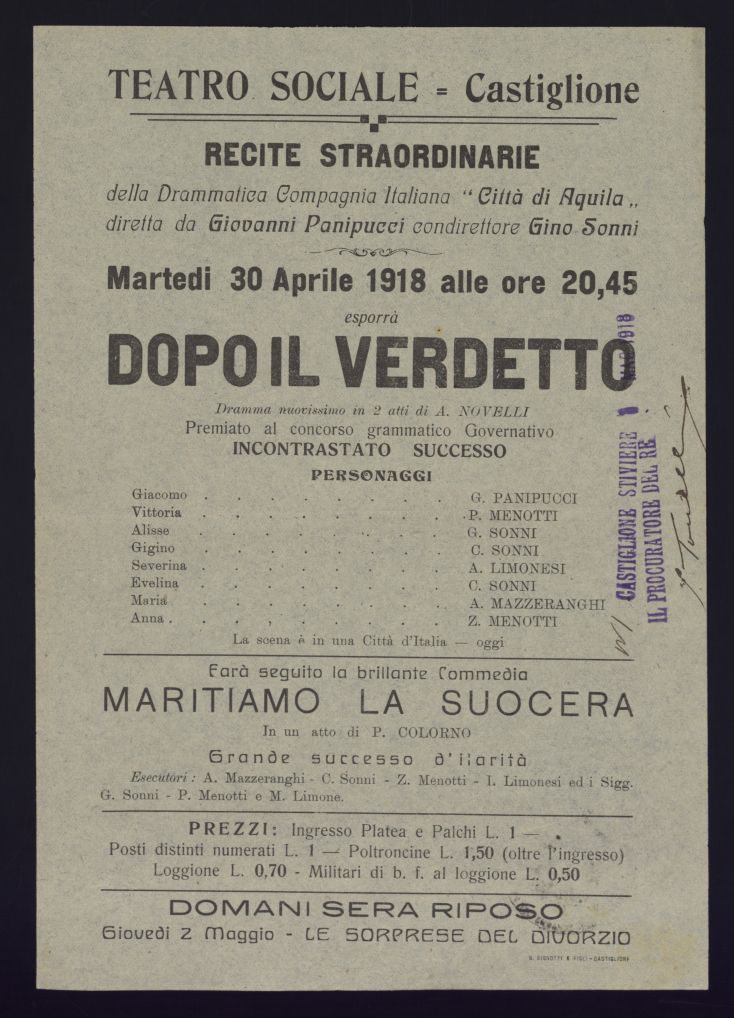 TEATRO SOCIALE = Castiglione
RECITE STRAORDINARIE
della Drammatica Compagnia Italiana “Città di Aquila„
diretta da Giovanni Panipucci condirettore Gino Sonni
Martedi 30 Aprile 1918 alle ore 20,45
esporrà
DOPO IL VERDETTO
Dramma nuovissimo in 2 atti di A. NOVELLI
Premiato al concorso grammatico Governativo
INCONTRASTATO SUCCESSO
PERSONAGGI
Giacomo . . . . . . . . G. PANIPUCCI
Vittoria . . . . . . . . P. MENOTTI
Alisse . . . . . . . . G. SONNI
Gigino . . . . . . . . C. SONNI
Severina . . . . . . . . A. LIMONESI
Evelina . . . . . . . . C. SONNI
Maria . . . . . . . . A. MAZZERANGHI
Anna . . . . . . . . Z. MENOTTI
La scena è in una Città d'Italia — oggi
Farà seguito la brillante Commedia
MARITIAMO LA SUOCERA
In un atto di P. COLORNO
Grande successo d'ilarità
Esecutori : A. Mazzeranghi - C. Sonni - Z. Menotti - I. Limonesi ed i Sigg.
G. Sonni - P. Menotti e M. Limone.
PREZZI: Ingresso Platea e Palchi L. 1 —
Posti distinti numerati L. 1 — Poltroncine L. 1,50 (oltre l'ingresso)
Loggione L. 0,70 - Militari di b. f. al loggione L. 0,50
DOMANI SERA RIPOSO
Giovedì 2 Maggio - LE SORPRESE DEL DIVORZIO
CASTIGLIONE STIVIERE
1918
IL PROCURATORE DEL RE